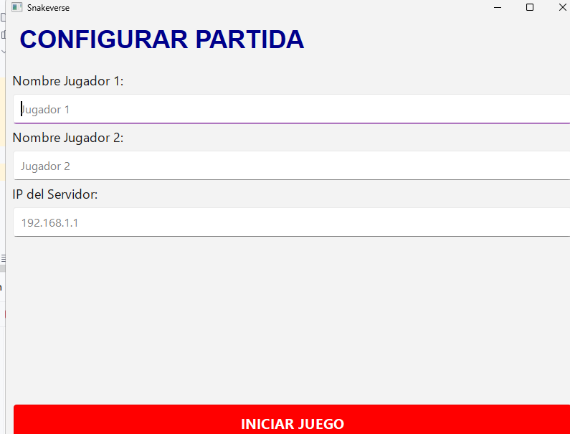 Snakeverse
CONFIGURAR PARTIDA
Nombre Jugador 1:
Jugador 1
Nombre Jugador 2:
Jugador 2
IP del Servidor:
192.168.1.1
INICIAR JUEGO